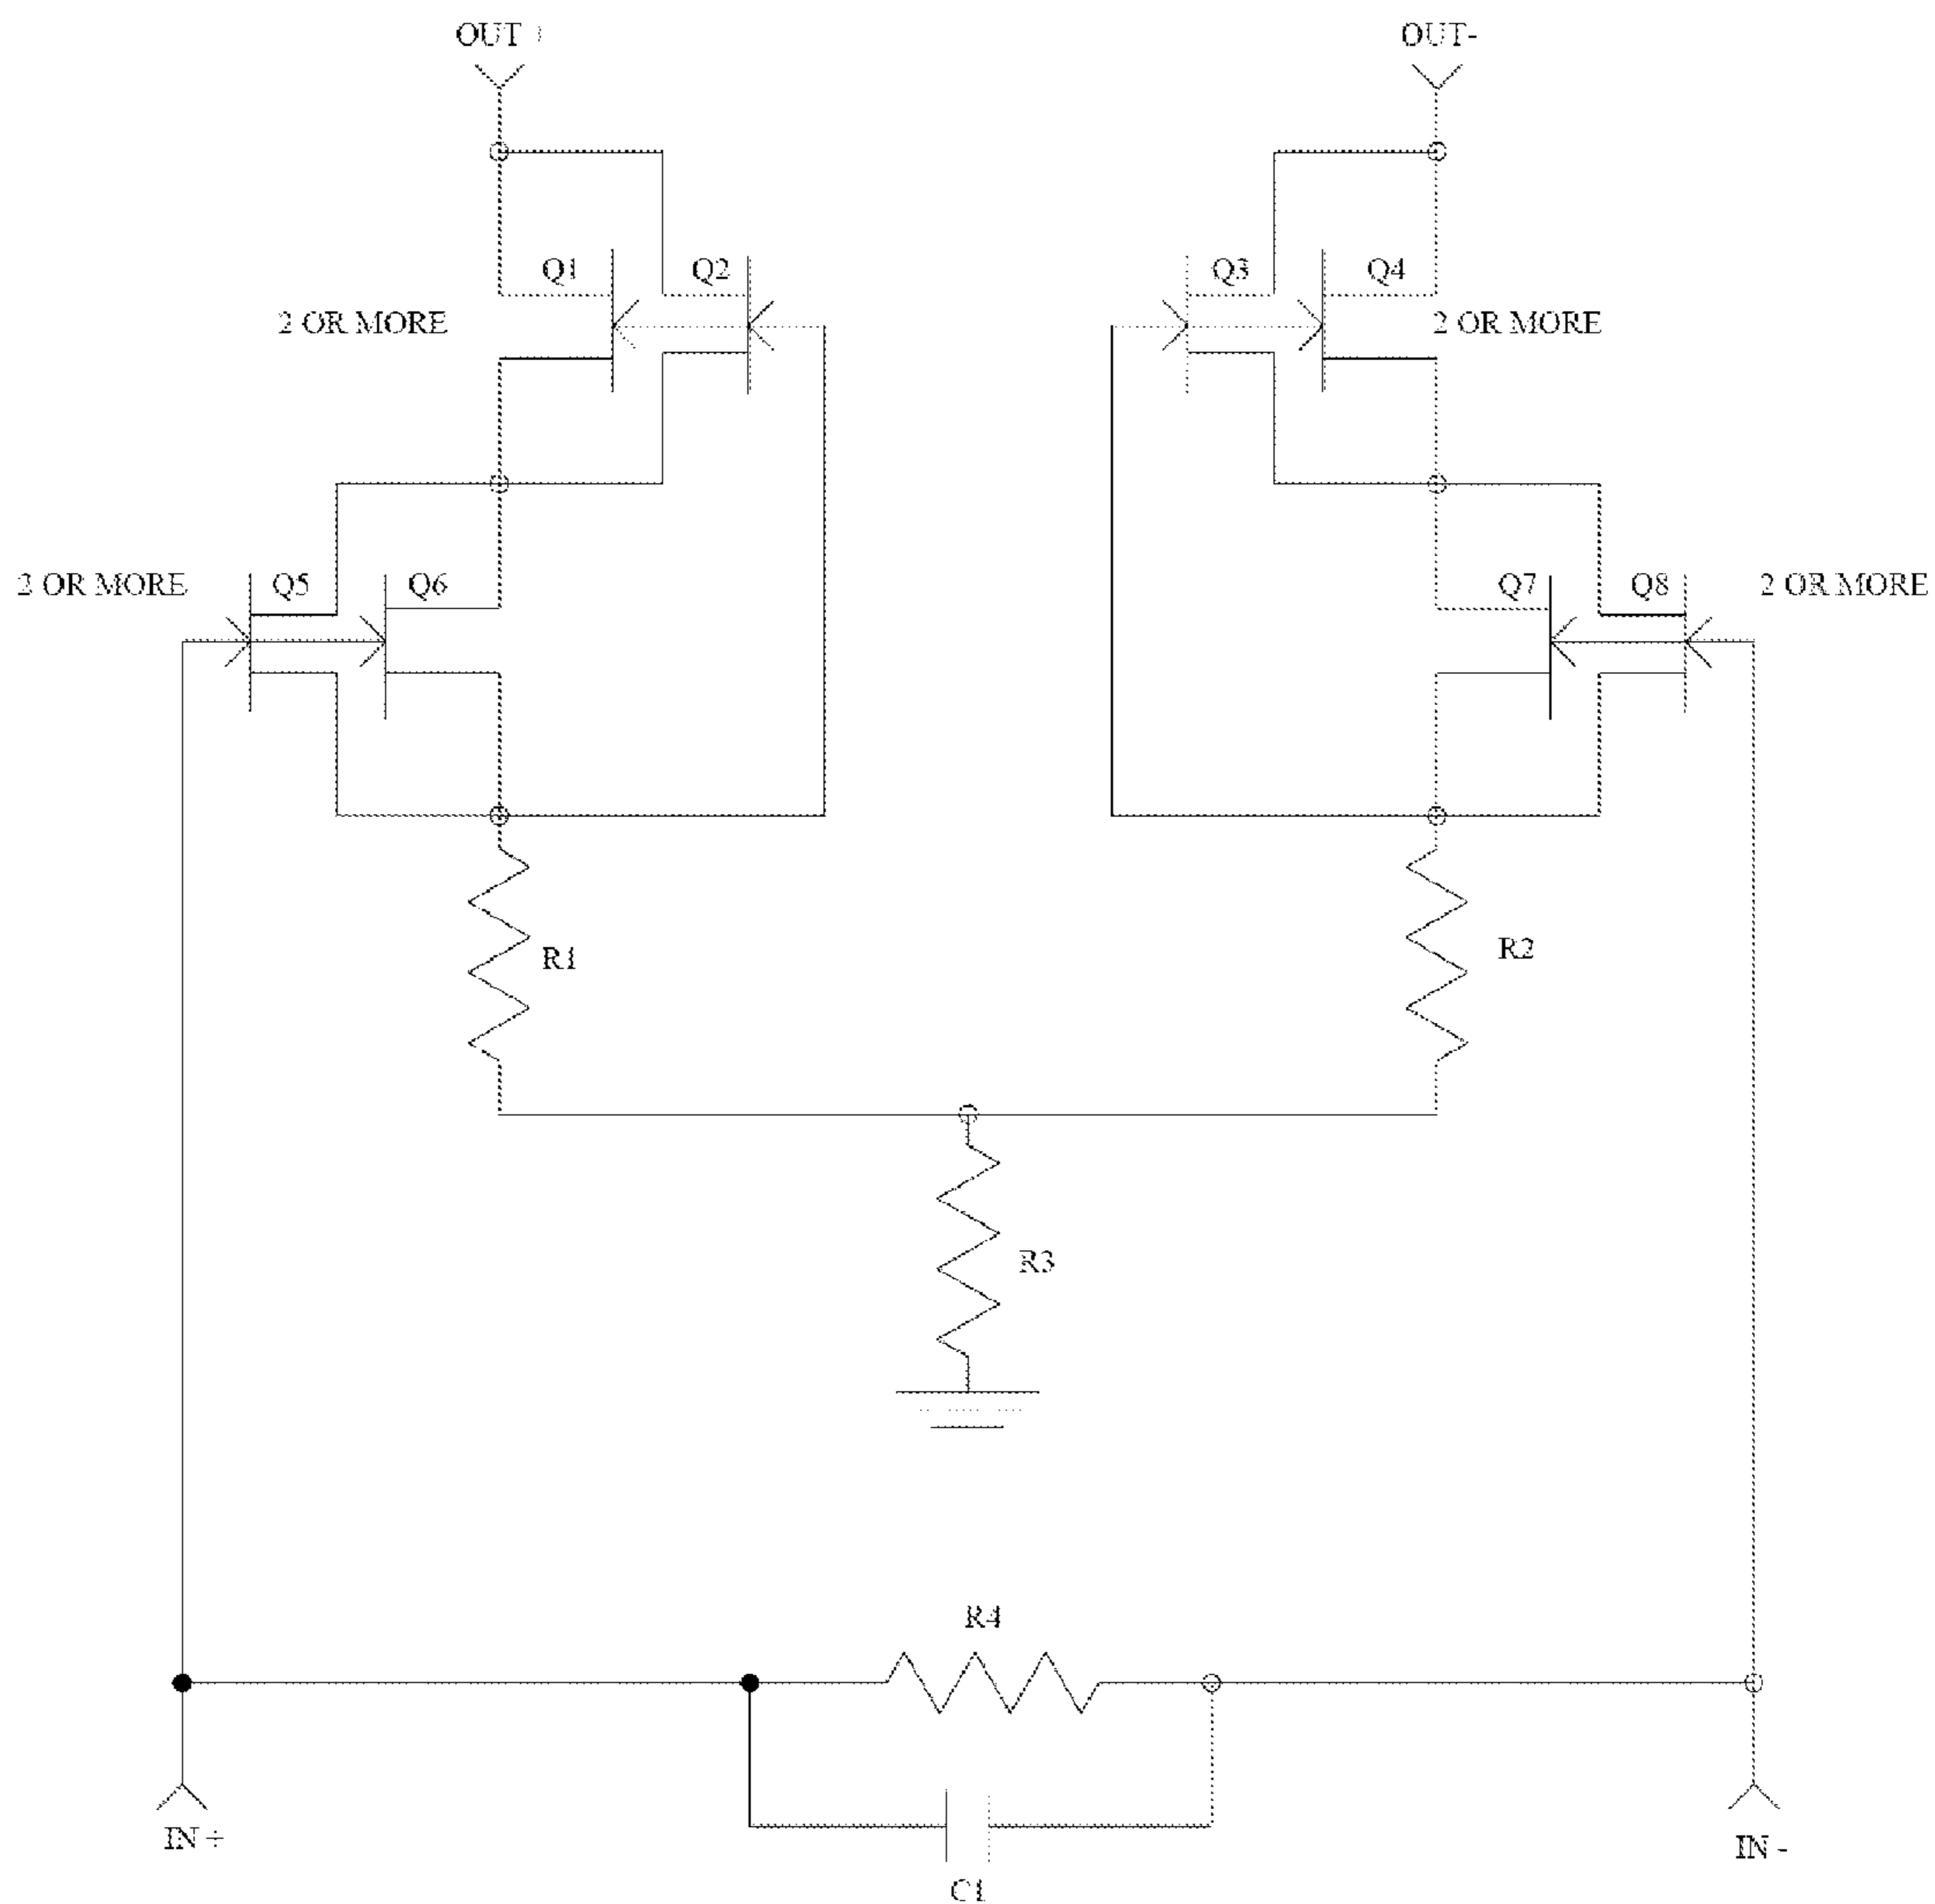 OUT +
OUT-
Q1
Q2
Q3
Q4
2 OR MORE
2 OR MORE
2 OR MORE
Q5
Q6
Q7
Q8
2 OR MORE
R1
R2
R3
R4
IN +
IN -
C1